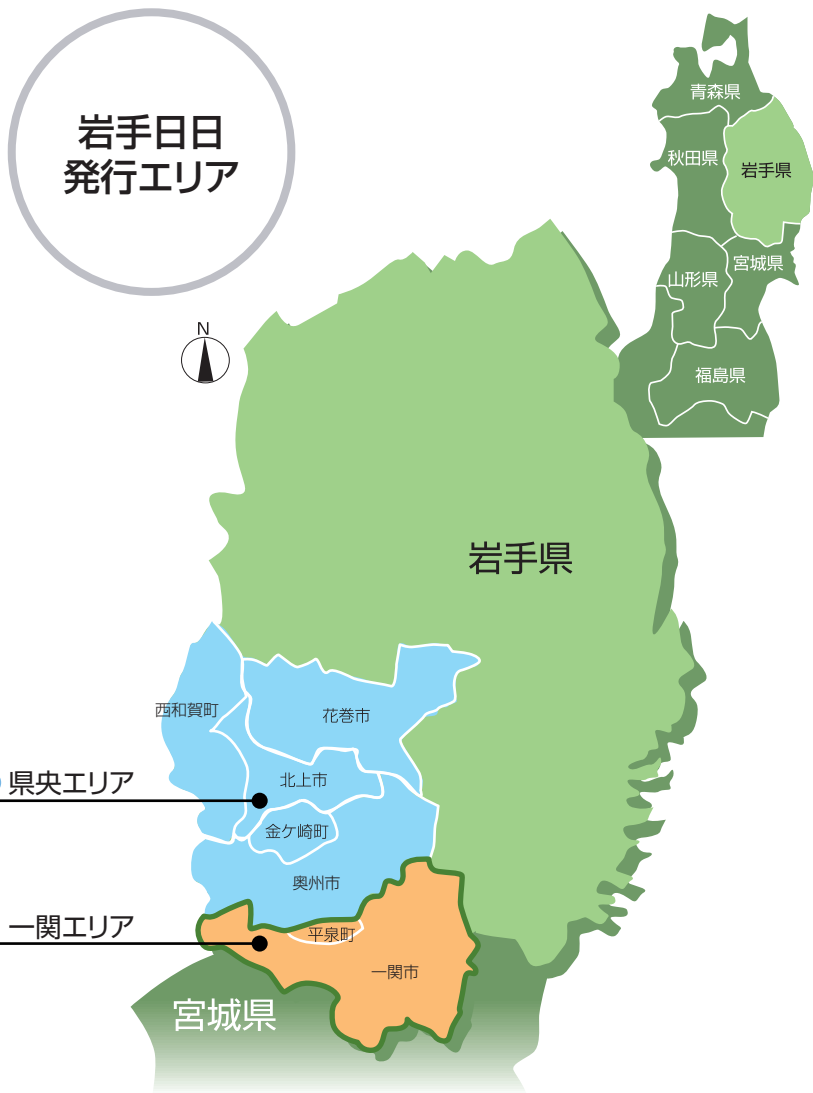 岩手日日
発行エリア
青森県
秋田県
岩手県
宮城県
山形県
福島県
N
岩手県
西和賀町
花巻市
北上市
県央エリア
金ケ崎町
奥州市
一関エリア
平泉町
一関市
宮城県